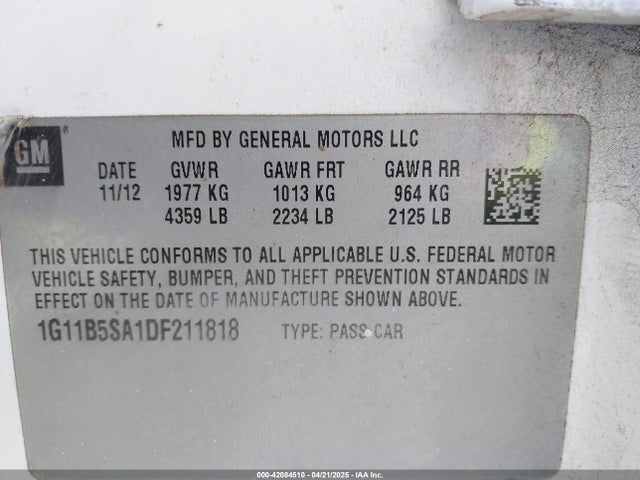 GM ®
MFD BY GENERAL MOTORS LLC
DATE GVWR GAWR FRT GAWR RR
11/12 1977 KG 1013 KG 964 KG
4359 LB 2234 LB 2125 LB
THIS VEHICLE CONFORMS TO ALL APPLICABLE U.S. FEDERAL MOTOR
VEHICLE SAFETY, BUMPER, AND THEFT PREVENTION STANDARDS IN
EFFECT ON THE DATE OF MANUFACTURE SHOWN ABOVE.
1G11B5SA1DF211818 TYPE: PASS CAR
000-42084510 - 04/21/2025 - IAA Inc.